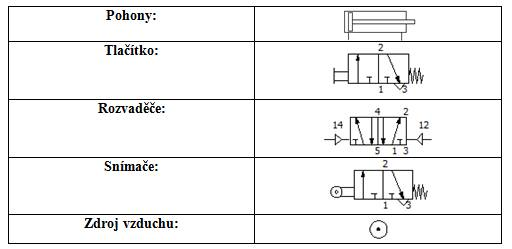 Pohony:
Tlačítko:
2
1 3
Rozvaděče:
4 2
14 12
5 1 3
Snímače:
2
1 3
Zdroj vzduchu: